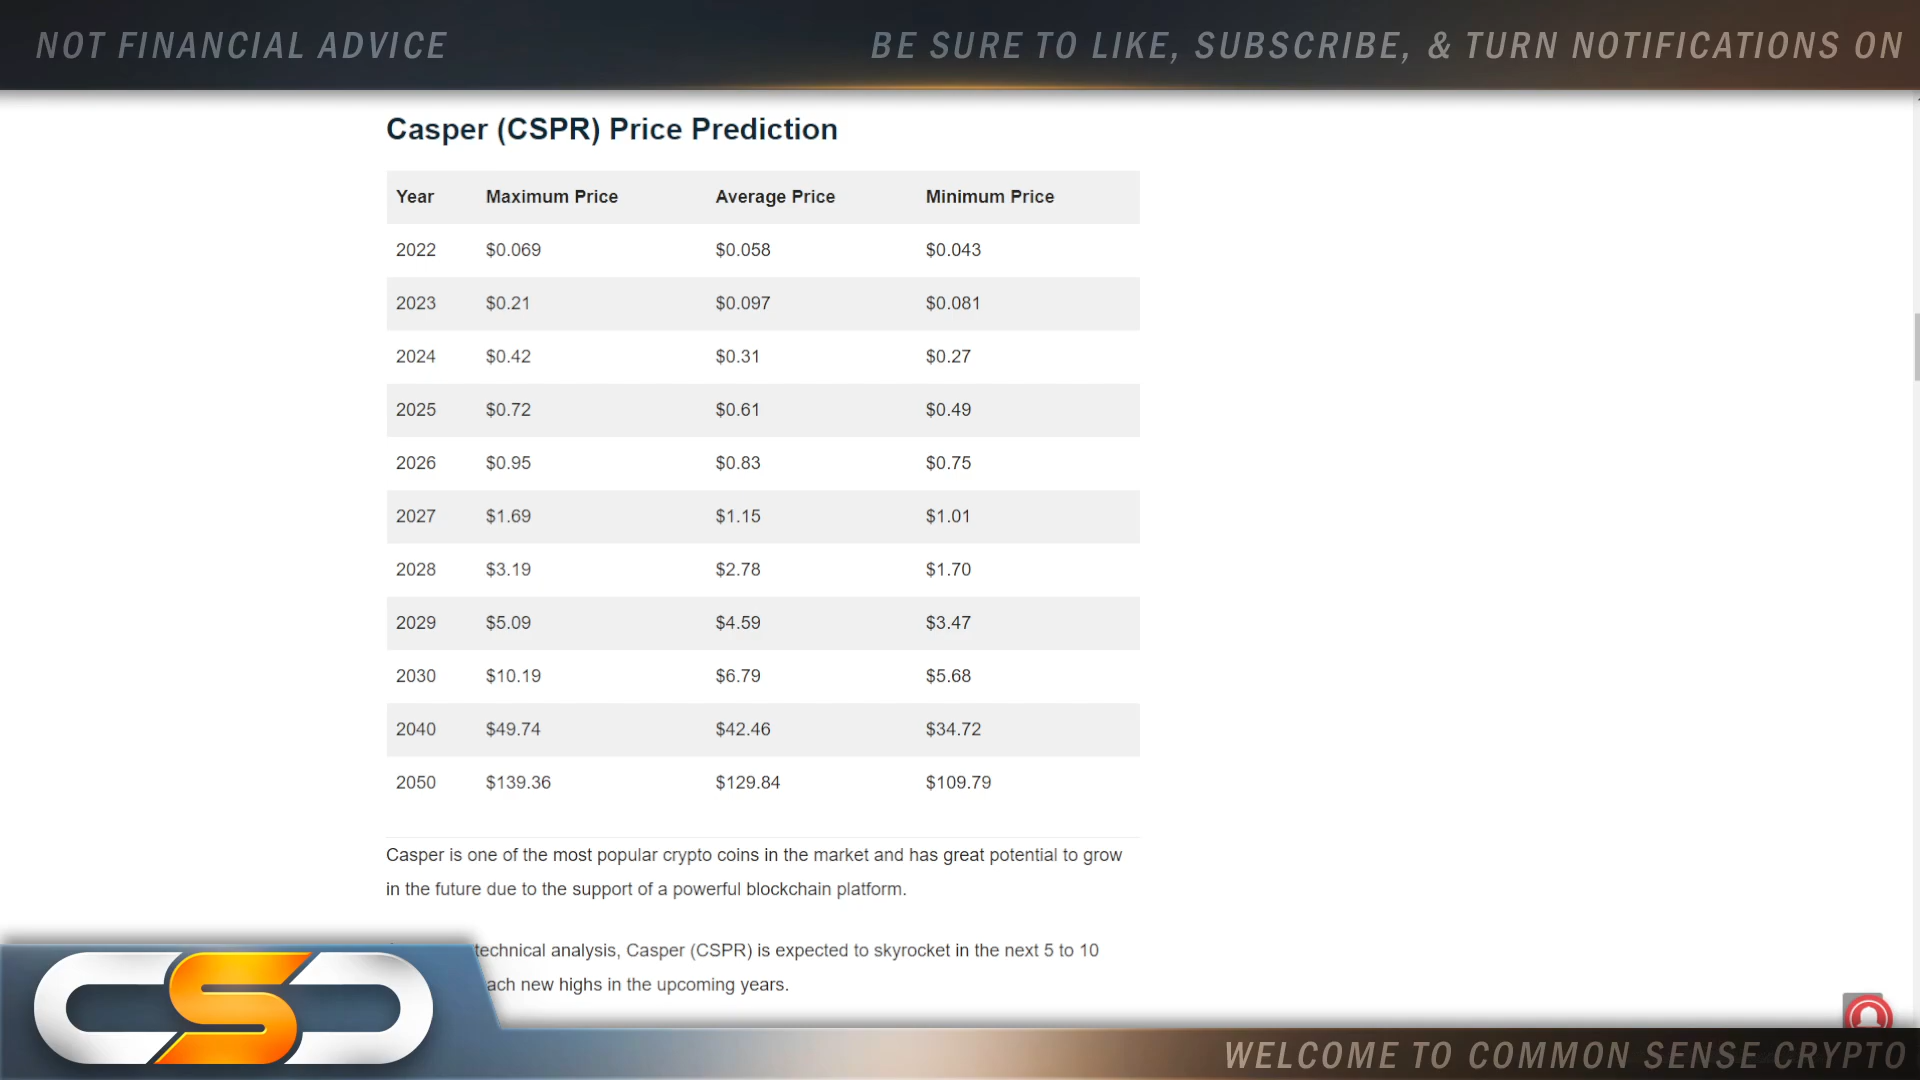 NOT FINANCIAL ADVICE
BE SURE TO LIKE, SUBSCRIBE, & TURN NOTIFICATIONS ON
Casper (CSPR) Price Prediction
Year Maximum Price Average Price Minimum Price
2022 $0.069 $0.058 $0.043
2023 $0.21 $0.097 $0.081
2024 $0.42 $0.31 $0.27
2025 $0.72 $0.61 $0.49
2026 $0.95 $0.83 $0.75
2027 $1.69 $1.15 $1.01
2028 $3.19 $2.78 $1.70
2029 $5.09 $4.59 $3.47
2030 $10.19 $6.79 $5.68
2040 $49.74 $42.46 $34.72
2050 $139.36 $129.84 $109.79
Casper is one of the most popular crypto coins in the market and has great potential to grow
in the future due to the support of a powerful blockchain platform.
technical analysis, Casper (CSPR) is expected to skyrocket in the next 5 to 10
ach new highs in the upcoming years.
CSC
WELCOME TO COMMON SENSE CRYPTO